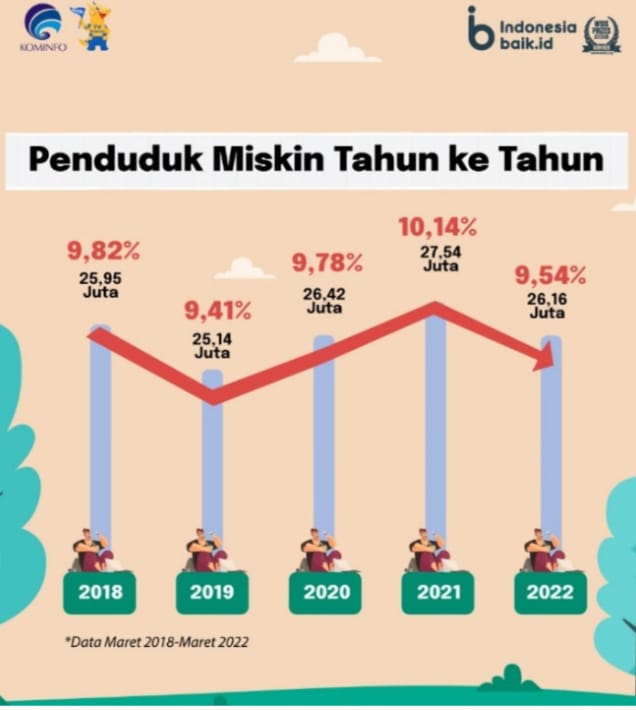 KOMINFO
Indonesia
baik.id
Penduduk Miskin Tahun ke Tahun
9,82%
25,95
Juta
9,41%
25,14
Juta
9,78%
26,42
Juta
10,14%
27,54
Juta
9,54%
26,16
Juta
2018
2019
2020
2021
2022
*Data Maret 2018-Maret 2022